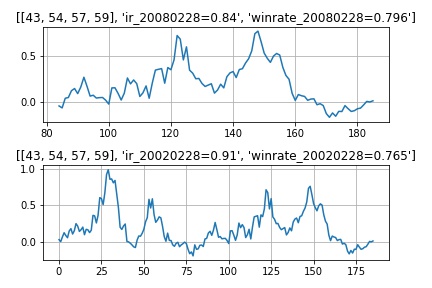 [[43, 54, 57, 59], 'ir_20080228=0.84', 'winrate_20080228=0.796']
0.5
0.0
80 100 120 140 160 180
[[43, 54, 57, 59], 'ir_20020228=0.91', 'winrate_20020228=0.765']
1.0
0.5
0.0
0 25 50 75 100 125 150 175